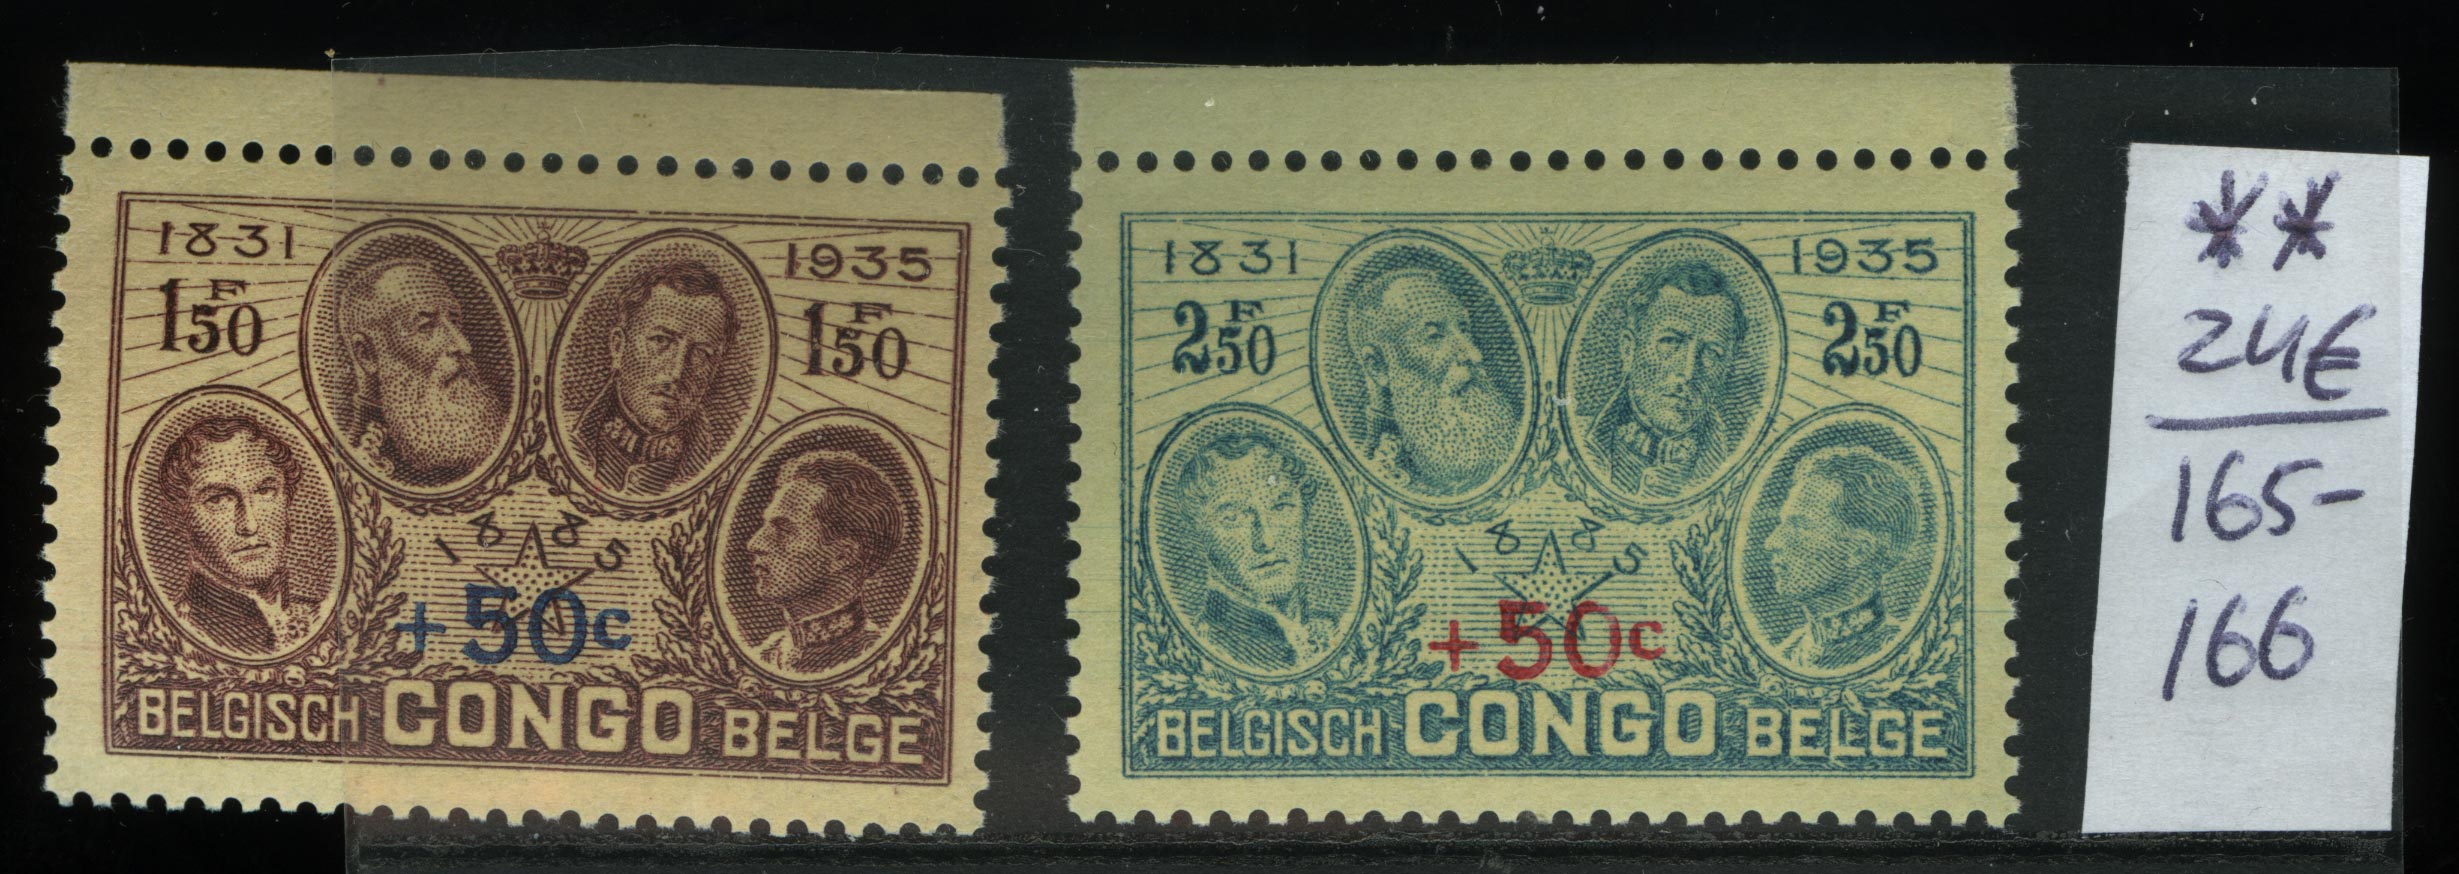 1831 1935
1F50 1F50
1885
+50c
BELGISCH CONGO BELGE
1831 1935
2F50 2F50
1885
+50c
BELGISCH CONGO BELGE
**
24€
165-
166